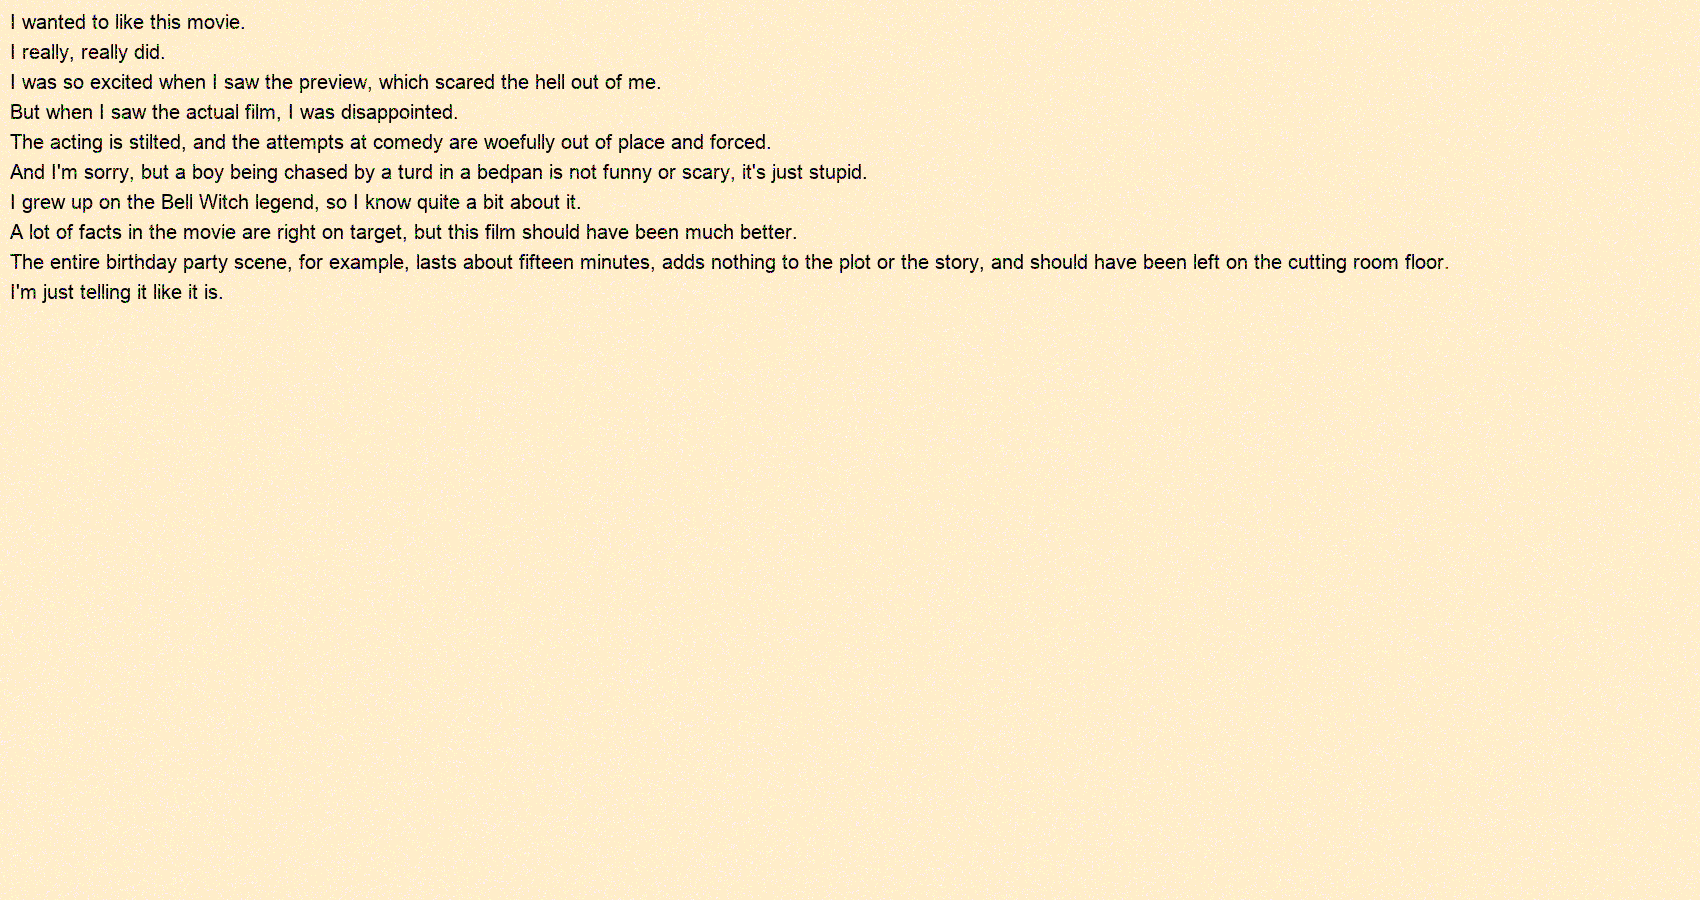 I wanted to like this movie.
I really, really did.
I was so excited when I saw the preview, which scared the hell out of me.
But when I saw the actual film, I was disappointed.
The acting is stilted, and the attempts at comedy are woefully out of place and forced.
And I'm sorry, but a boy being chased by a turd in a bedpan is not funny or scary, it's just stupid.
I grew up on the Bell Witch legend, so I know quite a bit about it.
A lot of facts in the movie are right on target, but this film should have been much better.
The entire birthday party scene, for example, lasts about fifteen minutes, adds nothing to the plot or the story, and should have been left on the cutting room floor.
I'm just telling it like it is.